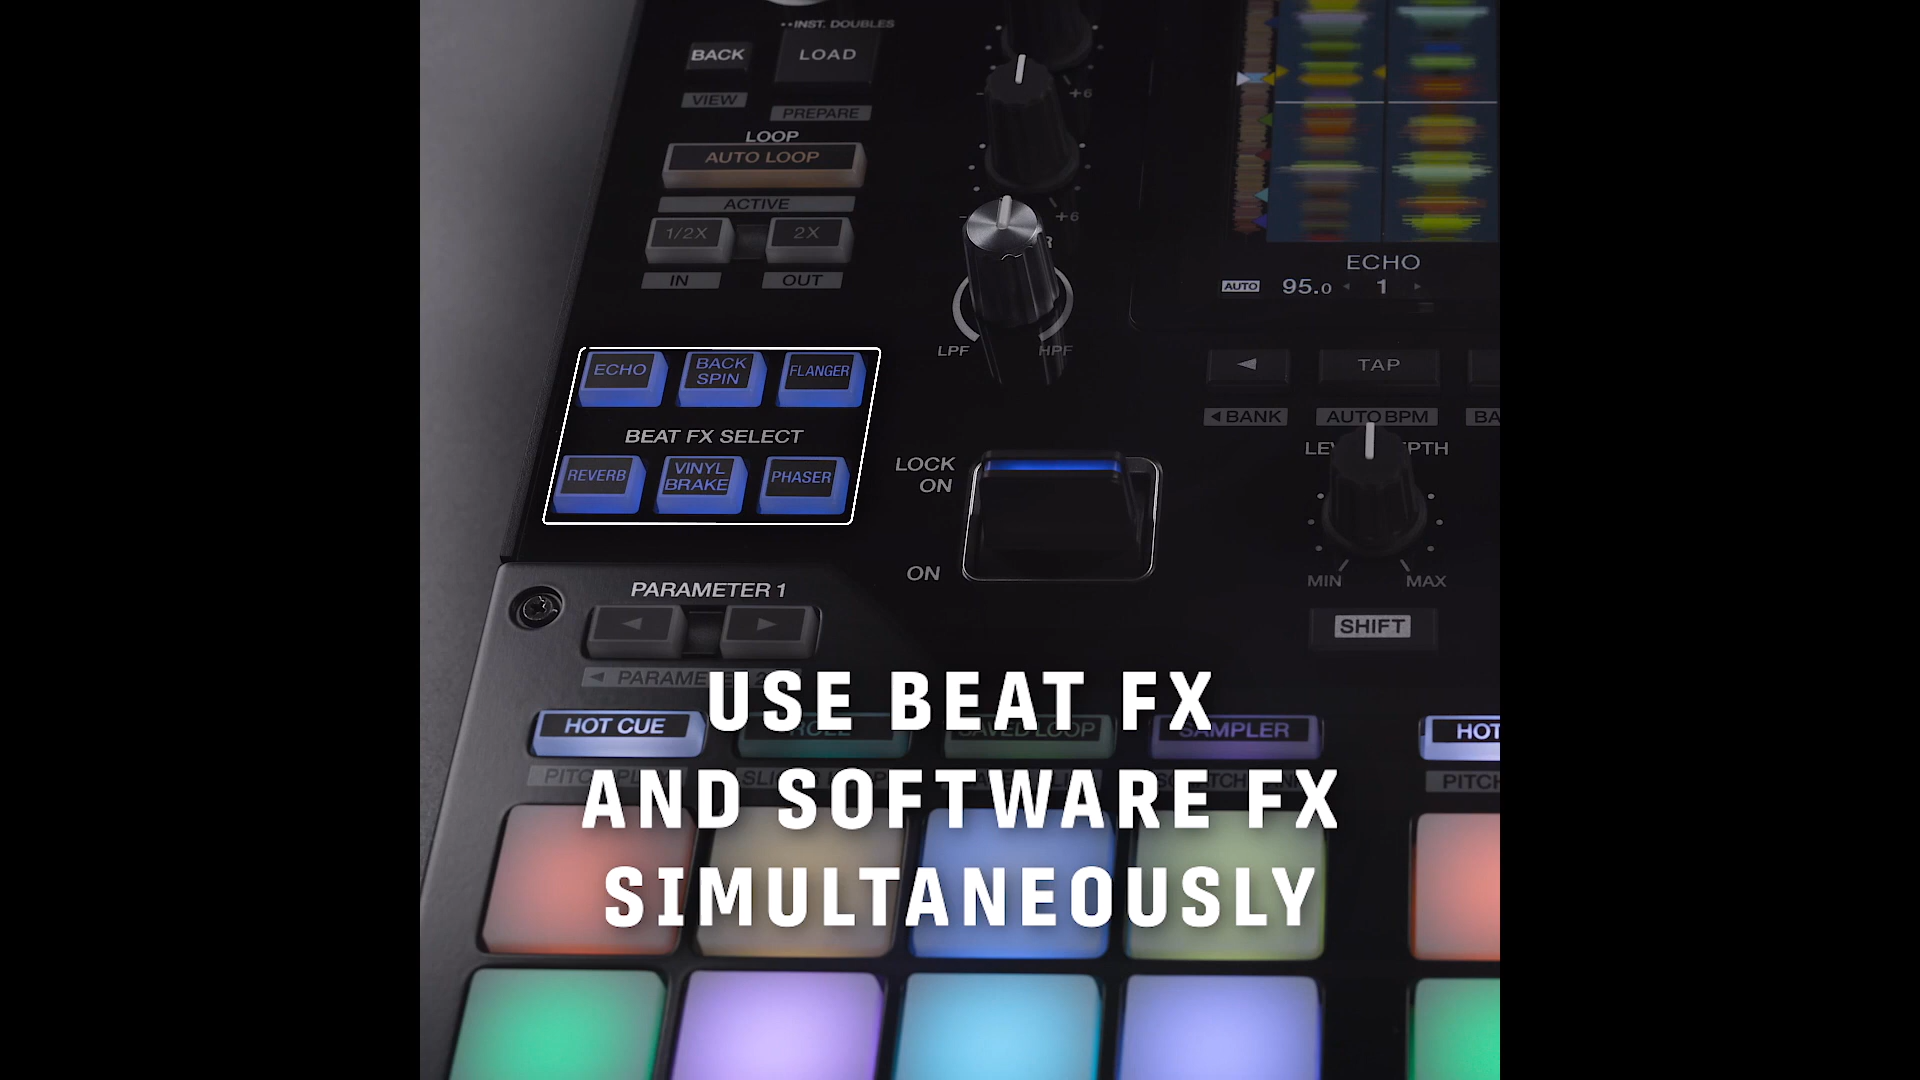 INST. DOUBLES
BACK
LOAD
VIEW
PREPARE
LOOP
AUTO LOOP
ACTIVE
1/2X
2X
IN
OUT
+6
+6
ECHO
AUTO 95.0 1
LPF
HPF
ECHO
BACK SPIN
FLANGER
BEAT FX SELECT
REVERB
VINYL BRAKE
PHASER
TAP
BANK
AUTO BPM
LOCK ON
ON
MIN
MAX
SHIFT
PARAMETER 1
USE BEAT FX
HOT CUE
SAVED LOOP
SAMPLER
AND SOFTWARE FX
SIMULTANEOUSLY